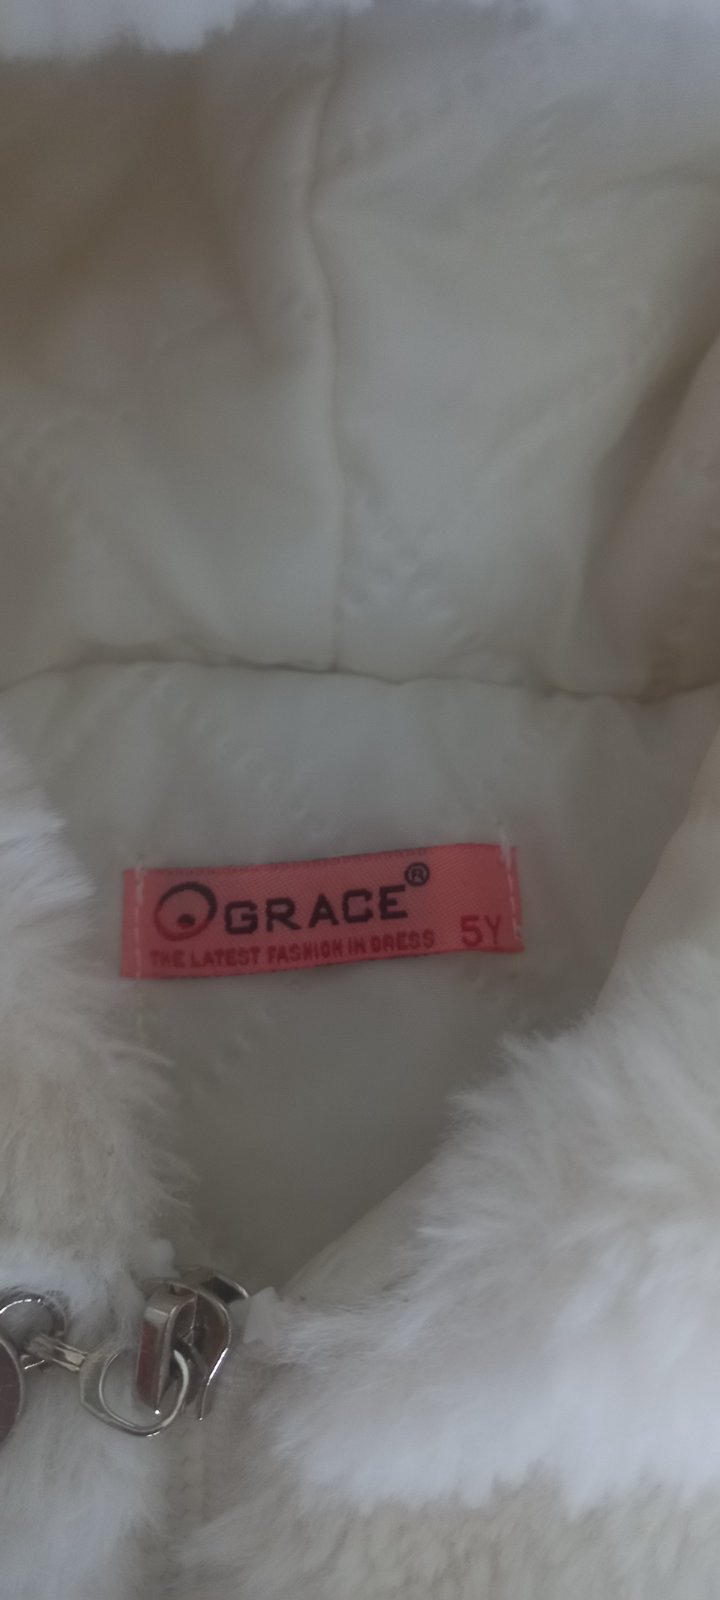 GRACE®
THE LATEST FASHION IN DRESS 5Y